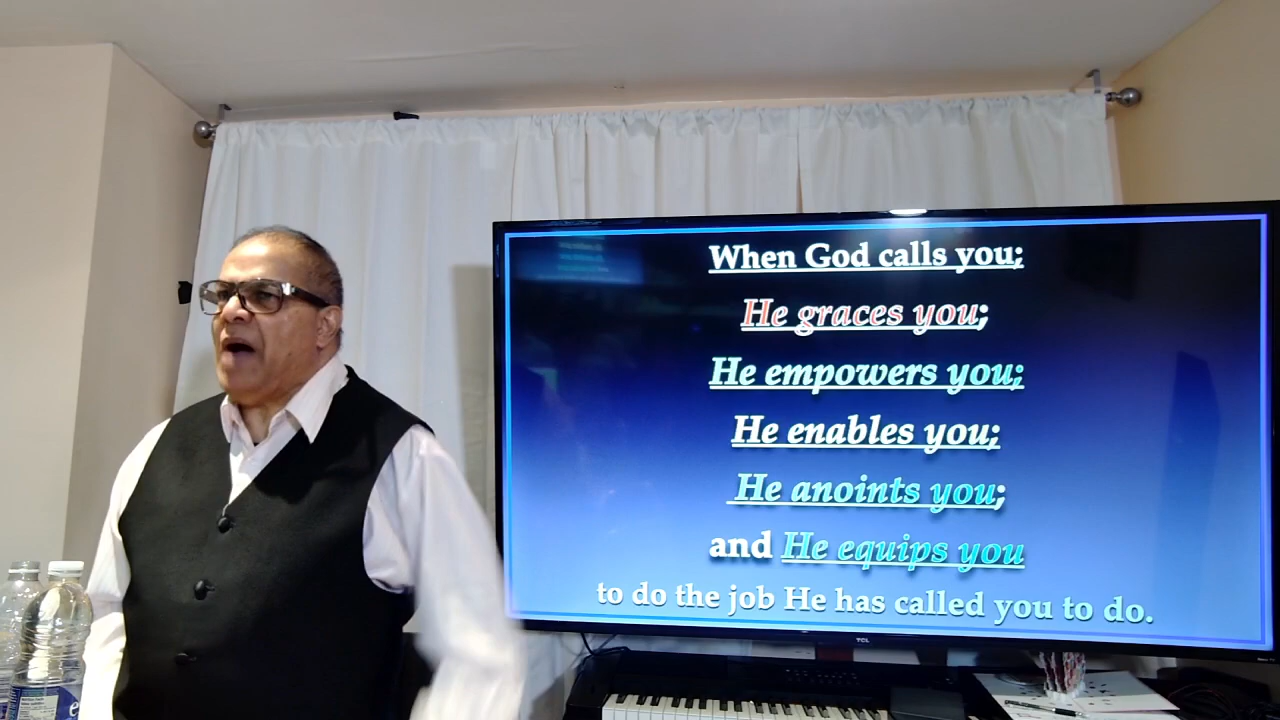 When God calls you;
He graces you;
He empowers you;
He enables you;
He anoints you;
and He equips you
to do the job He has called you to do.
TCL
e